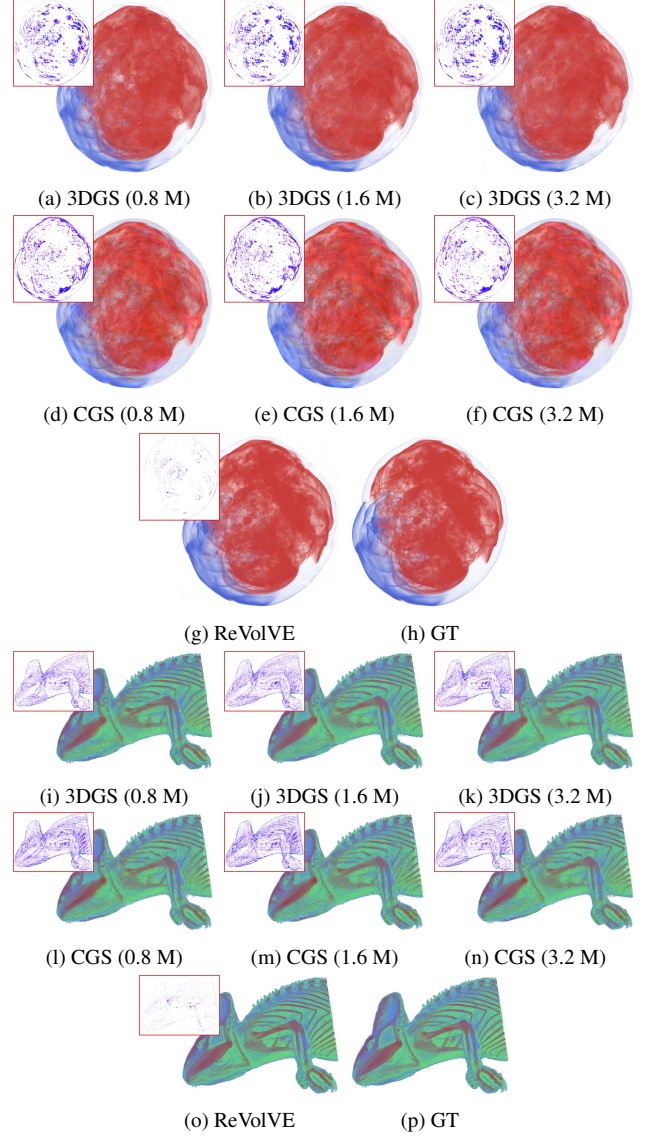 (a) 3DGS (0.8 M) (b) 3DGS (1.6 M) (c) 3DGS (3.2 M)
(d) CGS (0.8 M) (e) CGS (1.6 M) (f) CGS (3.2 M)
(g) ReVolVE (h) GT
(i) 3DGS (0.8 M) (j) 3DGS (1.6 M) (k) 3DGS (3.2 M)
(l) CGS (0.8 M) (m) CGS (1.6 M) (n) CGS (3.2 M)
(o) ReVolVE (p) GT